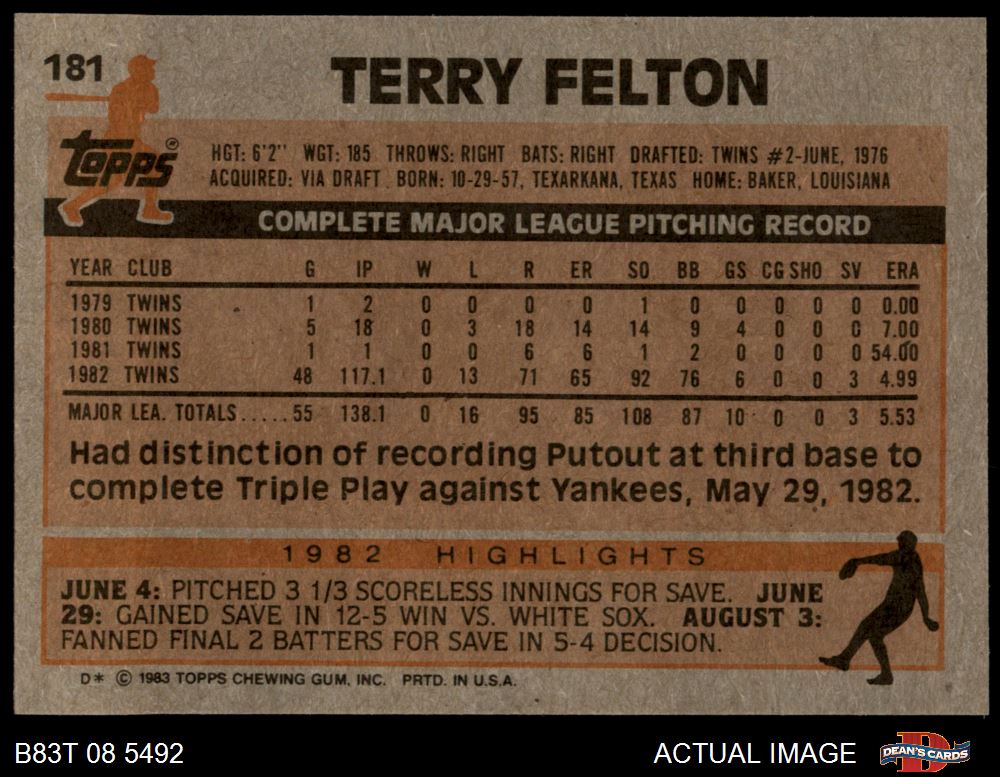 181
TERRY FELTON
Topps®
HGT: 6'2" WGT: 185 THROWS: RIGHT BATS: RIGHT DRAFTED: TWINS #2-JUNE, 1976
ACQUIRED: VIA DRAFT BORN: 10-29-57, TEXARKANA, TEXAS HOME: BAKER, LOUISIANA
COMPLETE MAJOR LEAGUE PITCHING RECORD
YEAR CLUB G IP W L R ER SO BB GS CG SHO SV ERA
1979 TWINS 1 2 0 0 0 0 1 0 0 0 0 0 0.00
1980 TWINS 5 18 0 3 18 14 14 9 4 0 0 0 7.00
1981 TWINS 1 1 0 0 6 6 1 2 0 0 0 0 54.00
1982 TWINS 48 117.1 0 13 71 65 92 76 6 0 0 3 4.99
MAJOR LEA. TOTALS.....55 138.1 0 16 95 85 108 87 10 0 0 3 5.53
Had distinction of recording Putout at third base to
complete Triple Play against Yankees, May 29, 1982.
1982 HIGHLIGHTS
JUNE 4: PITCHED 3 1/3 SCORELESS INNINGS FOR SAVE. JUNE
29: GAINED SAVE IN 12-5 WIN VS. WHITE SOX. AUGUST 3:
FANNED FINAL 2 BATTERS FOR SAVE IN 5-4 DECISION.
D* © 1983 TOPPS CHEWING GUM, INC. PRTD. IN U.S.A.
B83T 08 5492
ACTUAL IMAGE
D
DEAN'S CARDS